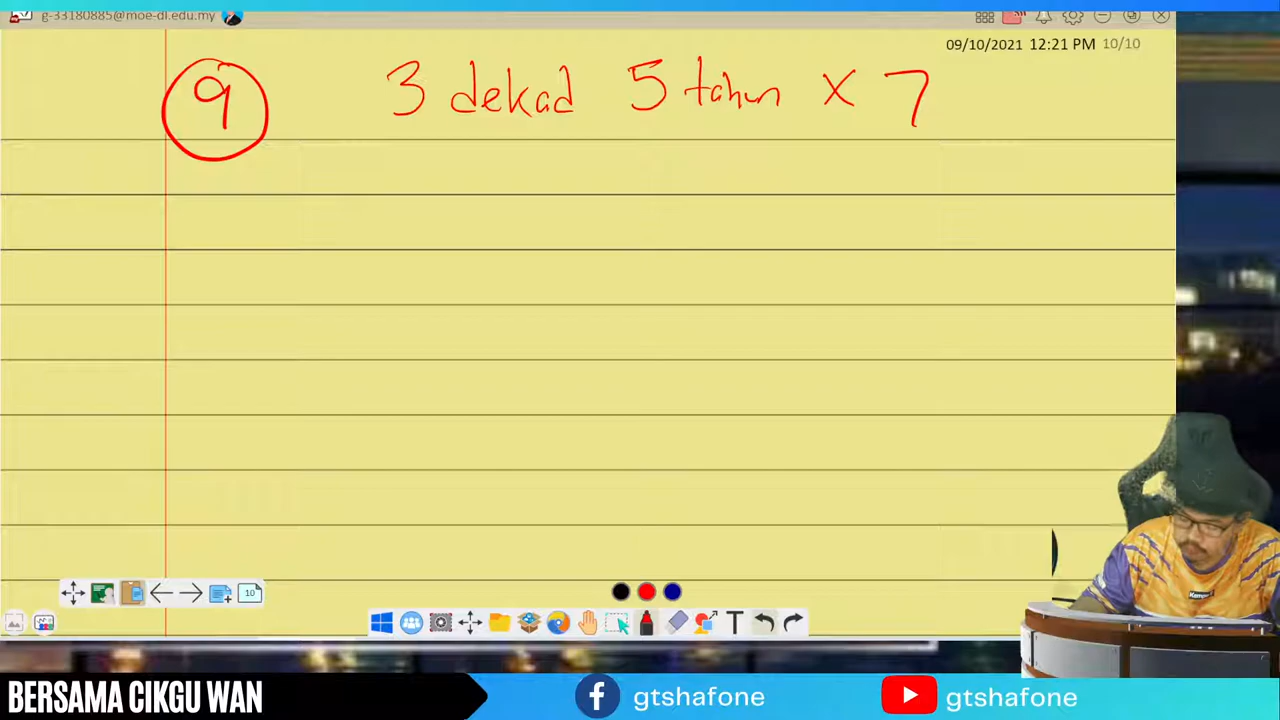 g-33180885@moe-dl.edu.my
09/10/2021 12:21 PM 10/10
9 3 dekad 5 tahun x 7
10
T
BERSAMA CIKGU WAN gtshafone gtshafone